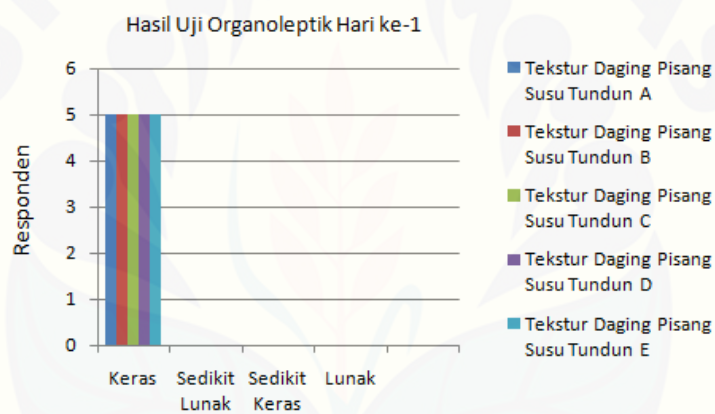 Hasil Uji Organoleptik Hari ke-1
6
5
4
3
2
1
0
Responden
Keras
Sedikit
Lunak
Sedikit
Keras
Lunak
Tekstur Daging Pisang
Susu Tundun A
Tekstur Daging Pisang
Susu Tundun B
Tekstur Daging Pisang
Susu Tundun C
Tekstur Daging Pisang
Susu Tundun D
Tekstur Daging Pisang
Susu Tundun E